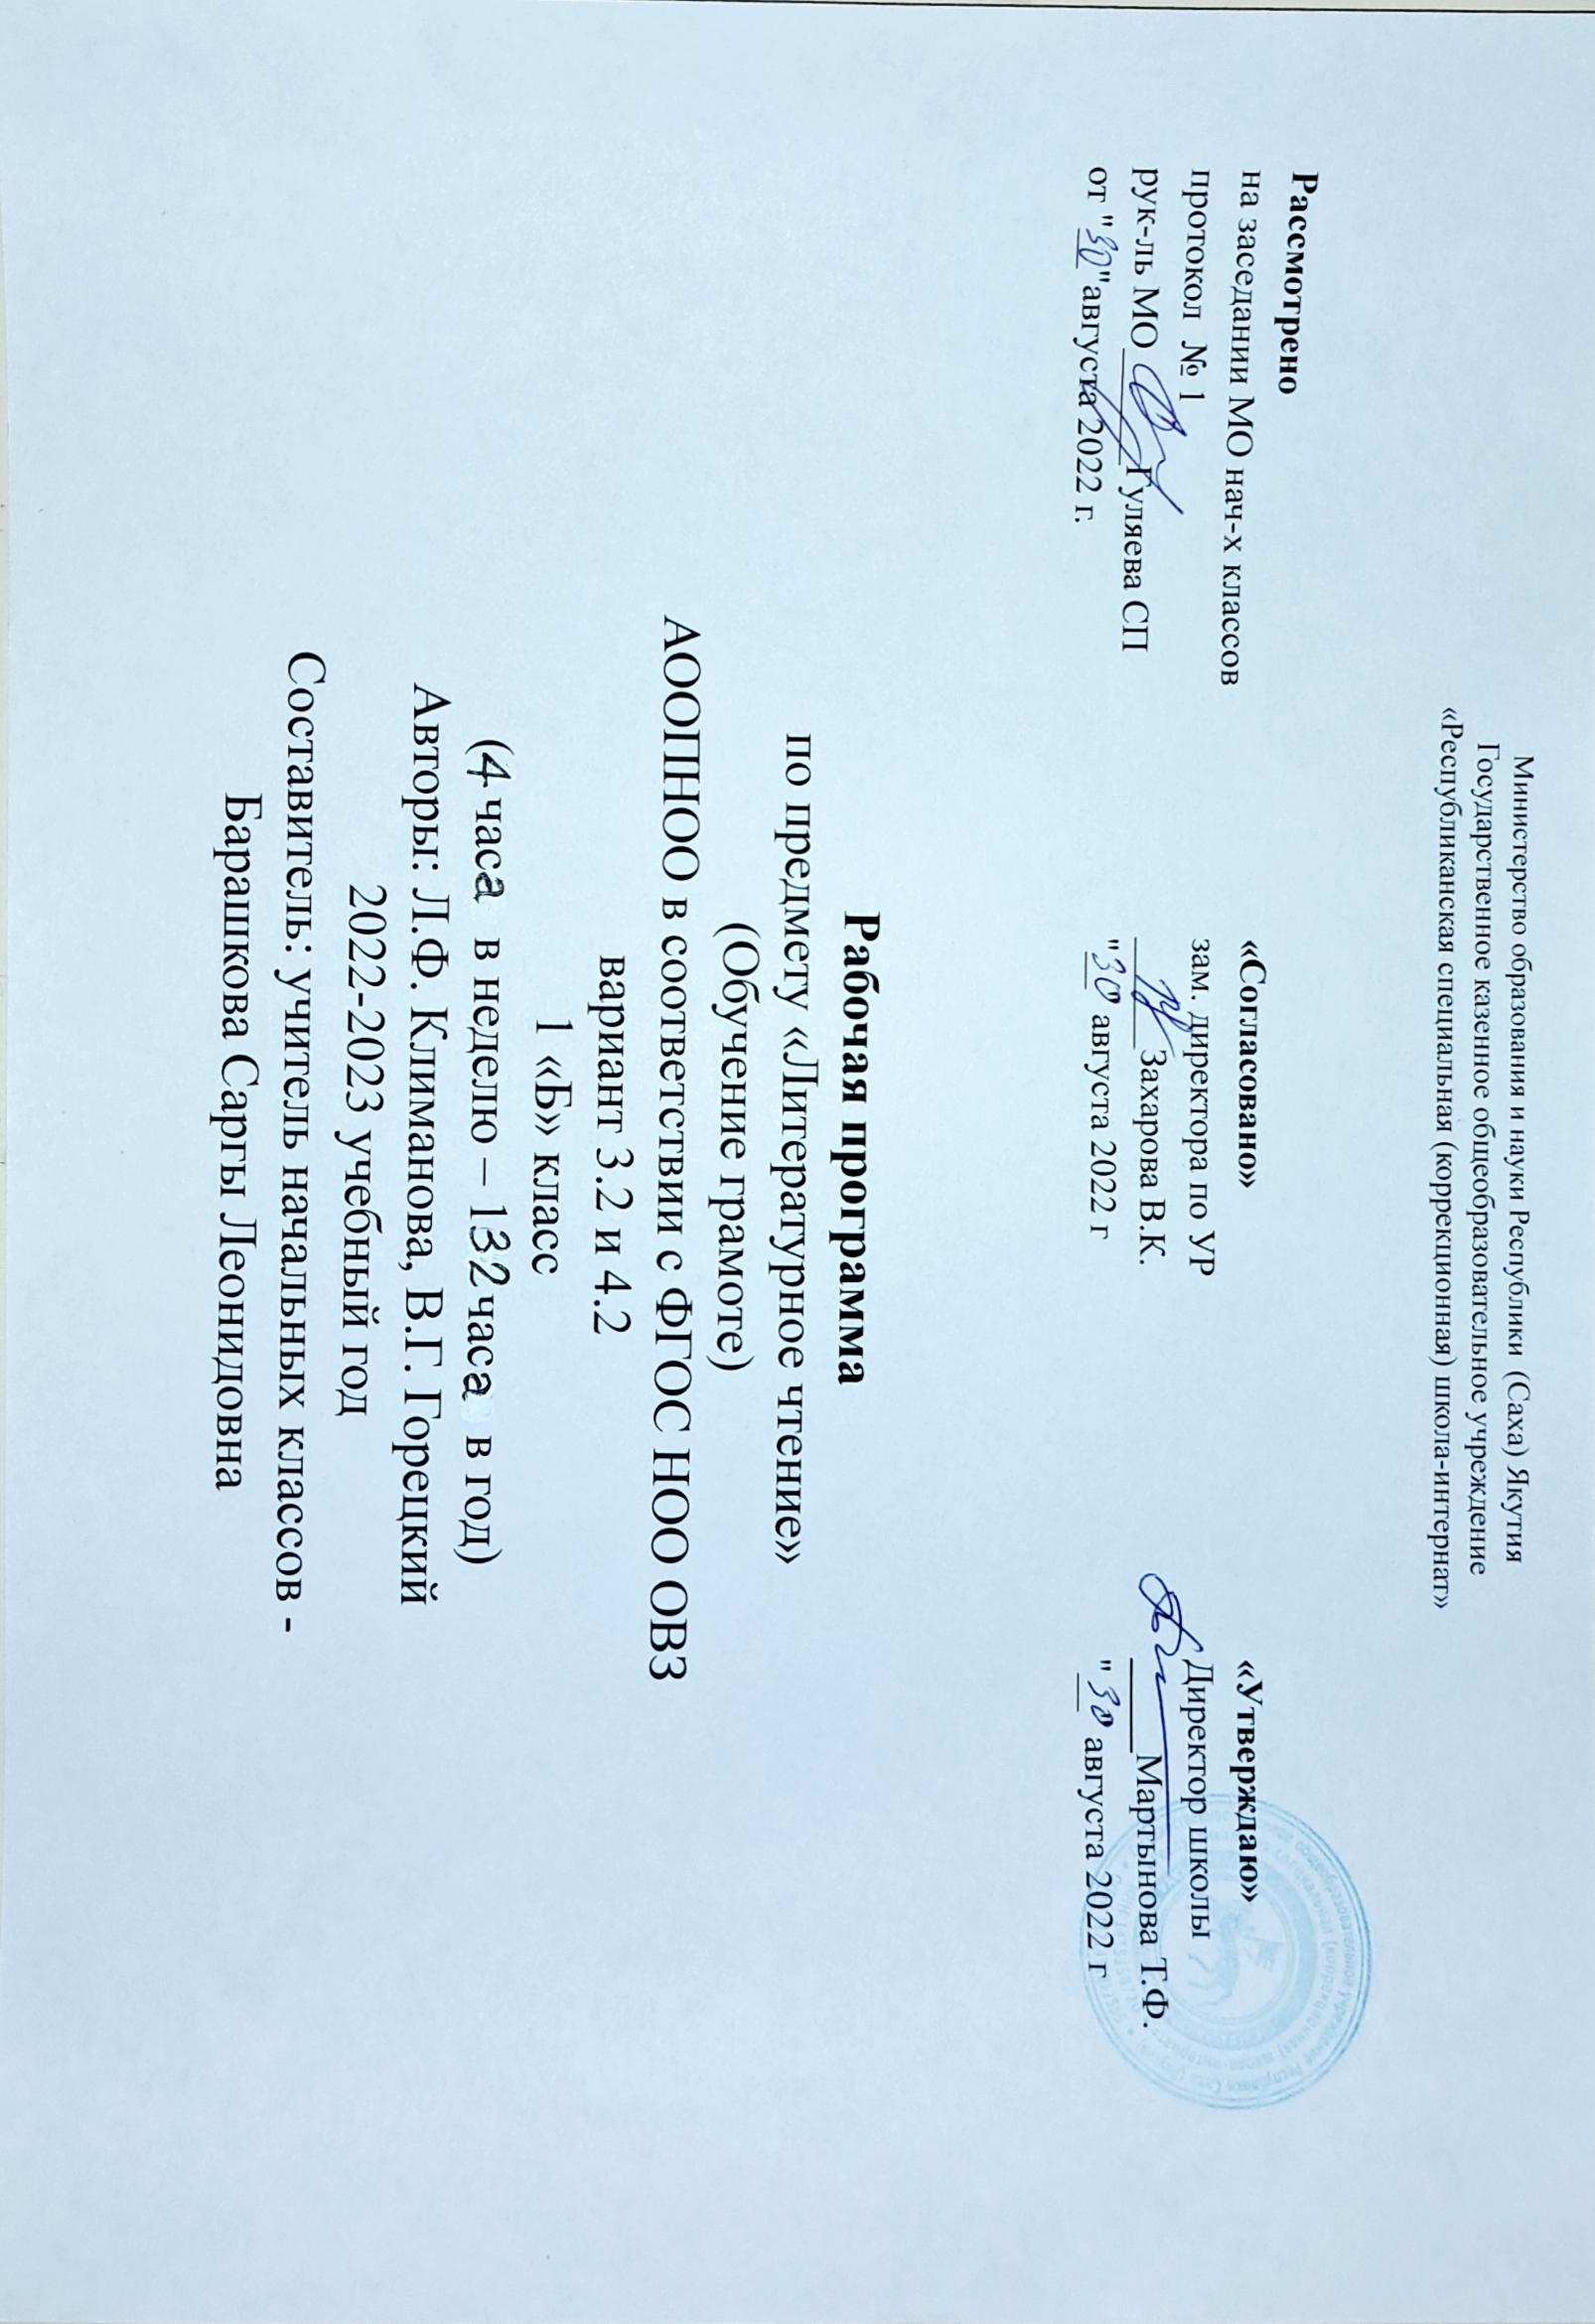 Министерство образования и науки Республики (Саха) Якутия
Государственное казенное общеобразовательное учреждение
«Республиканская специальная (коррекционная) школа-интернат»
Рассмотрено
на заседании МО нач-х классов
протокол № 1
рук-ль МО Гуляева СП
от "30" августа 2022 г.
«Согласовано»
зам. директора по УР
Захарова В.К.
"30 августа 2022 г
«Утверждаю»
Директор школы
Мартынова Т.Ф.
"30 августа 2022 г
Рабочая программа
по предмету «Литературное чтение»
(Обучение грамоте)
АООПНОО в соответствии с ФГОС НОО ОВЗ
вариант 3.2 и 4.2
1 «Б» класс
(4 часа в неделю – 132 часа в год)
Авторы: Л.Ф. Климанова, В.Г. Горецкий
2022-2023 учебный год
Составитель: учитель начальных классов -
Барашкова Саргы Леонидовна